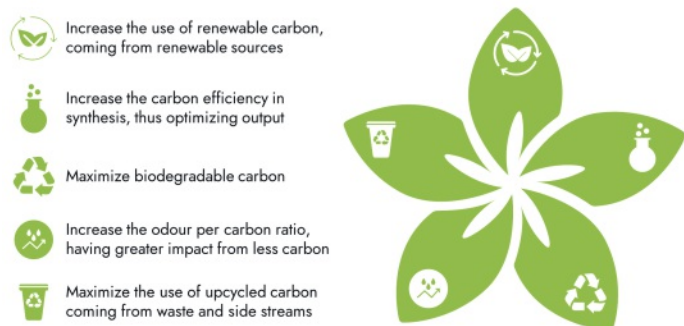 Increase the use of renewable carbon,
coming from renewable sources
Increase the carbon efficiency in
synthesis, thus optimizing output
Maximize biodegradable carbon
Increase the odour per carbon ratio,
having greater impact from less carbon
Maximize the use of upcycled carbon
coming from waste and side streams